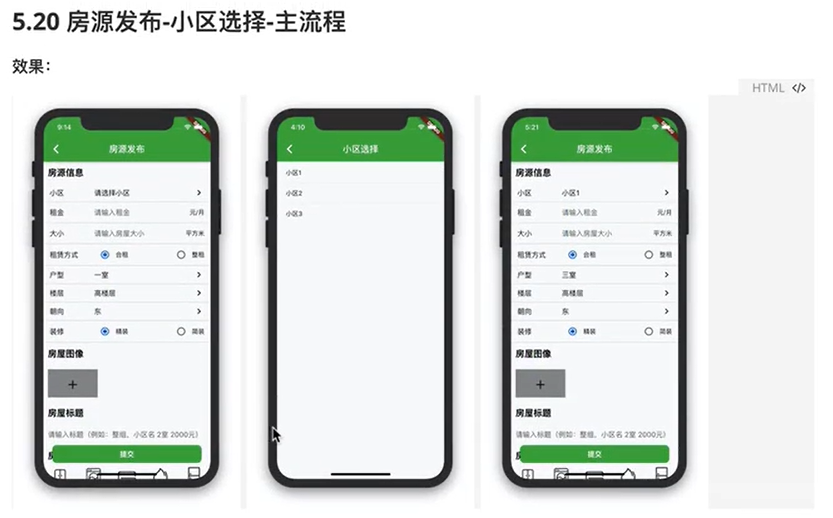 5.20 房源发布-小区选择-主流程
效果：
HTML </>
9:14
房源发布
房源信息
小区 请选择小区
租金 请输入租金 元/月
大小 请输入房屋大小 平方米
租赁方式 合租 整租
户型 一室
楼层 高楼层
朝向 东
装修 精装 简装
房屋图像
+
房屋标题
请输入标题（例如：整租、小区名 2室 2000元）
提交
4:10
小区选择
小区1
小区2
小区3
5:21
房源发布
房源信息
小区 小区1
租金 请输入租金 元/月
大小 请输入房屋大小 平方米
租赁方式 合租 整租
户型 三室
楼层 高楼层
朝向 东
装修 精装 简装
房屋图像
+
房屋标题
请输入标题（例如：整租、小区名 2室 2000元）
提交